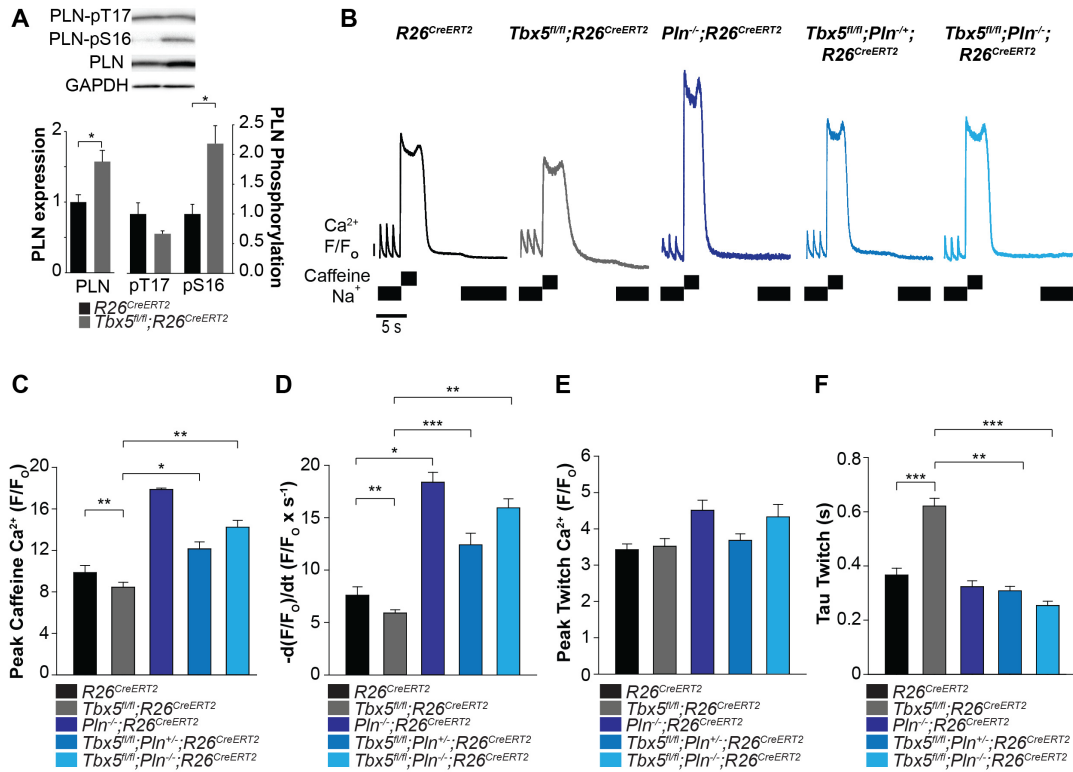 A
PLN-pT17
PLN-pS16
PLN
GAPDH
PLN expression
2
1
0
*
*
PLN Phosphorylation
2.5
2.0
1.5
1.0
0.5
0.0
PLN pT17 pS16
R26CreERT2
Tbx5fl/fl;R26CreERT2
B
R26CreERT2
Tbx5fl/fl;R26CreERT2
Pln-/-;R26CreERT2
Tbx5fl/fl;Pln-/+;
R26CreERT2
Tbx5fl/fl;Pln-/-;
R26CreERT2
Ca2+
F/Fo
Caffeine
Na+
5 s
C
Peak Caffeine Ca2+ (F/FO)
20
16
12
8
4
0
**
*
**
R26CreERT2
Tbx5fl/fl;R26CreERT2
Pln-/-;R26CreERT2
Tbx5fl/fl;Pln+/-;R26CreERT2
Tbx5fl/fl;Pln-/-;R26CreERT2
D
-d(F/FO)/dt (F/FO x s-1)
20
15
10
5
0
**
*
***
**
R26CreERT2
Tbx5fl/fl;R26CreERT2
Pln-/-;R26CreERT2
Tbx5fl/fl;Pln+/-;R26CreERT2
Tbx5fl/fl;Pln-/-;R26CreERT2
E
Peak Twitch Ca2+ (F/FO)
6
5
4
3
2
1
0
R26CreERT2
Tbx5fl/fl;R26CreERT2
Pln-/-;R26CreERT2
Tbx5fl/fl;Pln+/-;R26CreERT2
Tbx5fl/fl;Pln-/-;R26CreERT2
F
Tau Twitch (s)
0.8
0.6
0.4
0.2
0
***
**
***
R26CreERT2
Tbx5fl/fl;R26CreERT2
Pln-/-;R26CreERT2
Tbx5fl/fl;Pln+/-;R26CreERT2
Tbx5fl/fl;Pln-/-;R26CreERT2